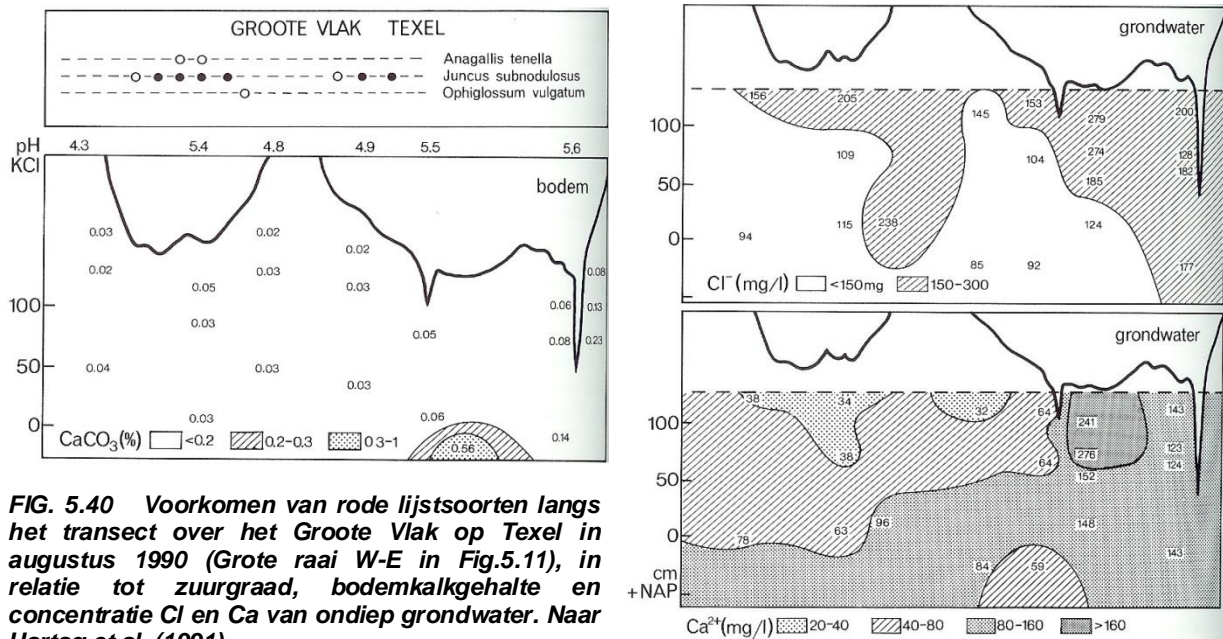 GROOTE VLAK TEXEL
Anagallis tenella
Juncus subnodulosus
Ophiglossum vulgatum
pH 4.3 5.4 4.8 4.9 5.5 5.6
KCl
bodem
0.03 0.02 0.02
0.02 0.03 0.08
0.05 0.03
100 0.06 0.13
0.03 0.05
0.08 0.23
50 0.04 0.03 0.03
0.03 0.06
0 0.14
CaCO3(%) <0.2 0.2-0.3 0.3-1 0.56
FIG. 5.40 Voorkomen van rode lijstsoorten langs
het transect over het Groote Vlak op Texel in
augustus 1990 (Grote raai W-E in Fig.5.11), in
relatie tot zuurgraad, bodemkalkgehalte en
concentratie Cl en Ca van ondiep grondwater. Naar
grondwater
156 205 153 200
145 279
100
109 104 274 128
185 182
50
115 238 124
0 94
85 92 177
Cl-(mg/l) <150mg 150-300
grondwater
38 34 32 64 143
100 241
38 64 276 123
152 124
50
63 96 148
0 78 143
84 59
cm
+NAP
Ca2+(mg/l) 20-40 40-80 80-160 >160